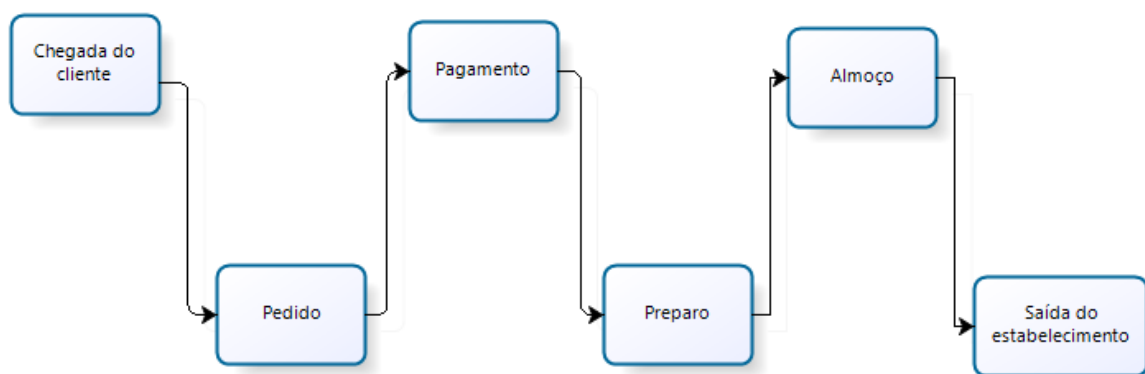 Chegada do
cliente
Pedido
Pagamento
Preparo
Almoço
Saída do
estabelecimento